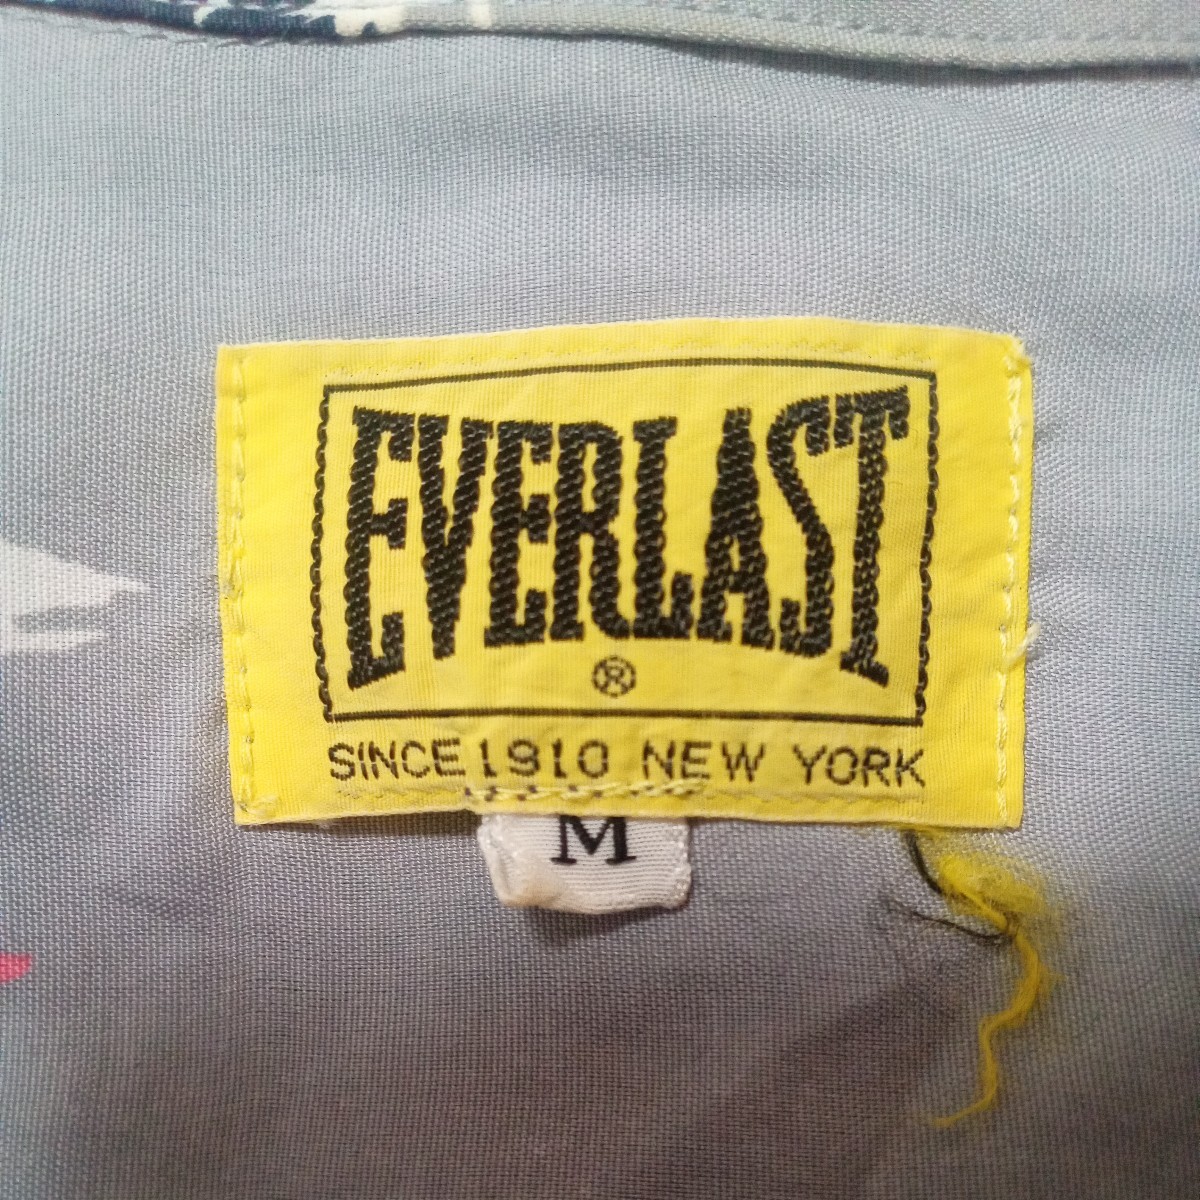 EVERLAST
®
SINCE 1910 NEW YORK
M